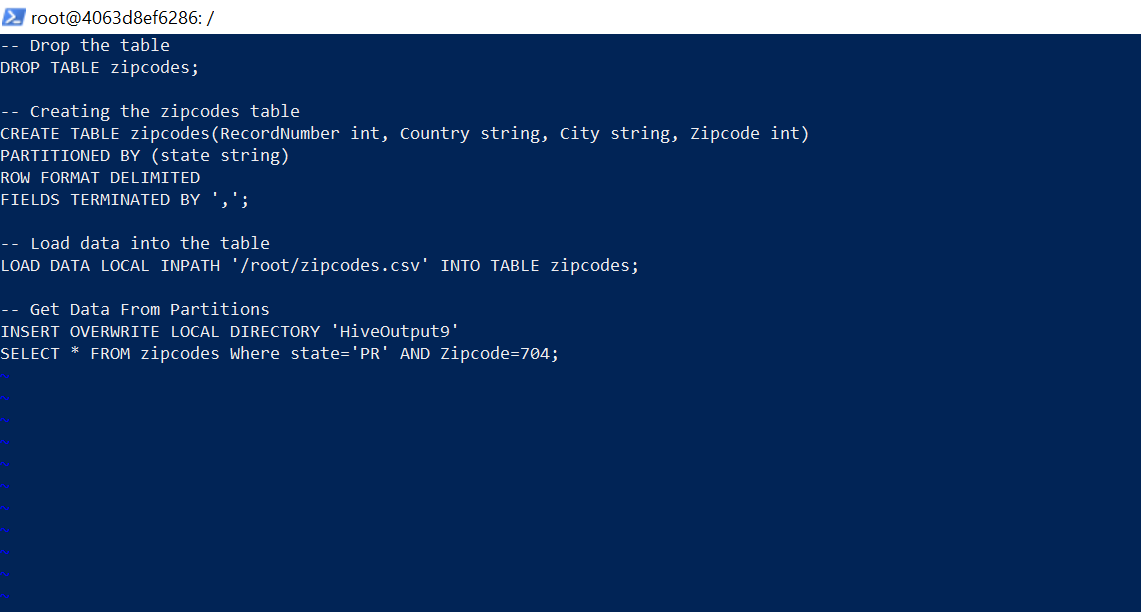 root@4063d8ef6286: /
-- Drop the table
DROP TABLE zipcodes;
-- Creating the zipcodes table
CREATE TABLE zipcodes(RecordNumber int, Country string, City string, Zipcode int)
PARTITIONED BY (state string)
ROW FORMAT DELIMITED
FIELDS TERMINATED BY ',';
-- Load data into the table
LOAD DATA LOCAL INPATH '/root/zipcodes.csv' INTO TABLE zipcodes;
-- Get Data From Partitions
INSERT OVERWRITE LOCAL DIRECTORY 'HiveOutput9'
SELECT * FROM zipcodes Where state='PR' AND Zipcode=704;
~
~
~
~
~
~
~
~
~
~
~